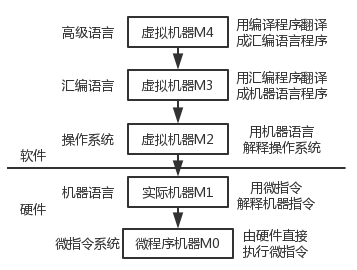 高级语言
虚拟机器M4
用编译程序翻译
成汇编语言程序
汇编语言
虚拟机器M3
用汇编程序翻译
成机器语言程序
操作系统
虚拟机器M2
用机器语言
解释操作系统
软件
硬件
机器语言
实际机器M1
用微指令
解释机器指令
微指令系统
微程序机器M0
由硬件直接
执行微指令